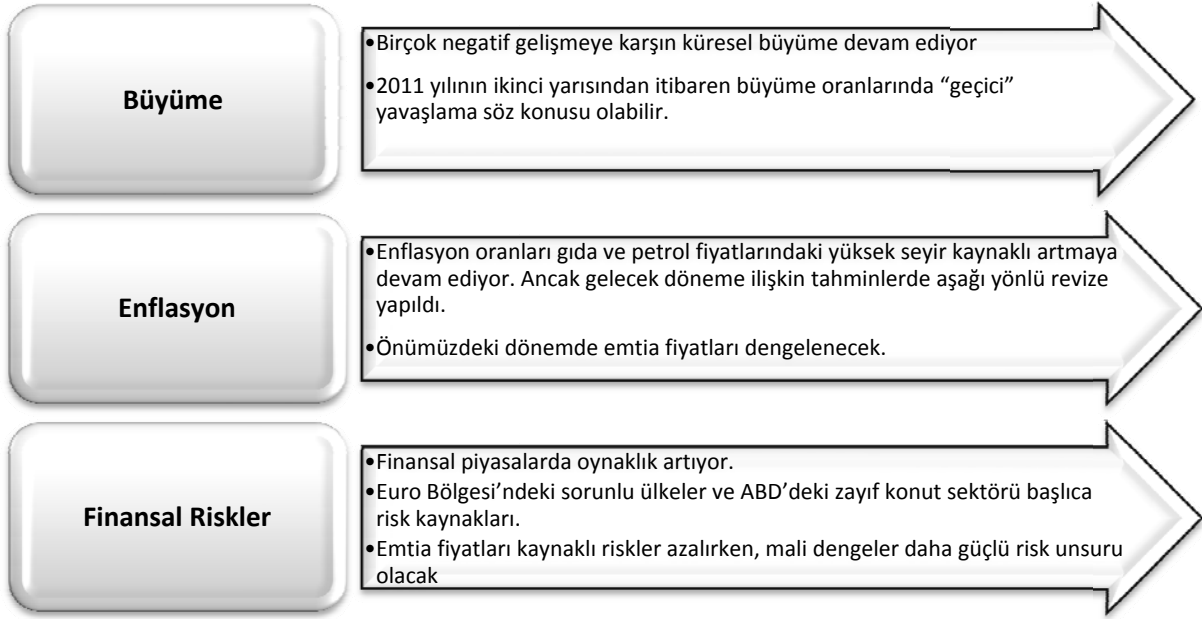 Büyüme
•Birçok negatif gelişmeye karşın küresel büyüme devam ediyor
•2011 yılının ikinci yarısından itibaren büyüme oranlarında “geçici”
yavaşlama söz konusu olabilir.
Enflasyon
•Enflasyon oranları gıda ve petrol fiyatlarındaki yüksek seyir kaynaklı artmaya
devam ediyor. Ancak gelecek döneme ilişkin tahminlerde aşağı yönlü revize
yapıldı.
•Önümüzdeki dönemde emtia fiyatları dengelenecek.
Finansal Riskler
•Finansal piyasalarda oynaklık artıyor.
•Euro Bölgesi’ndeki sorunlu ülkeler ve ABD’deki zayıf konut sektörü başlıca
risk kaynakları.
•Emtia fiyatları kaynaklı riskler azalırken, mali dengeler daha güçlü risk unsuru
olacak